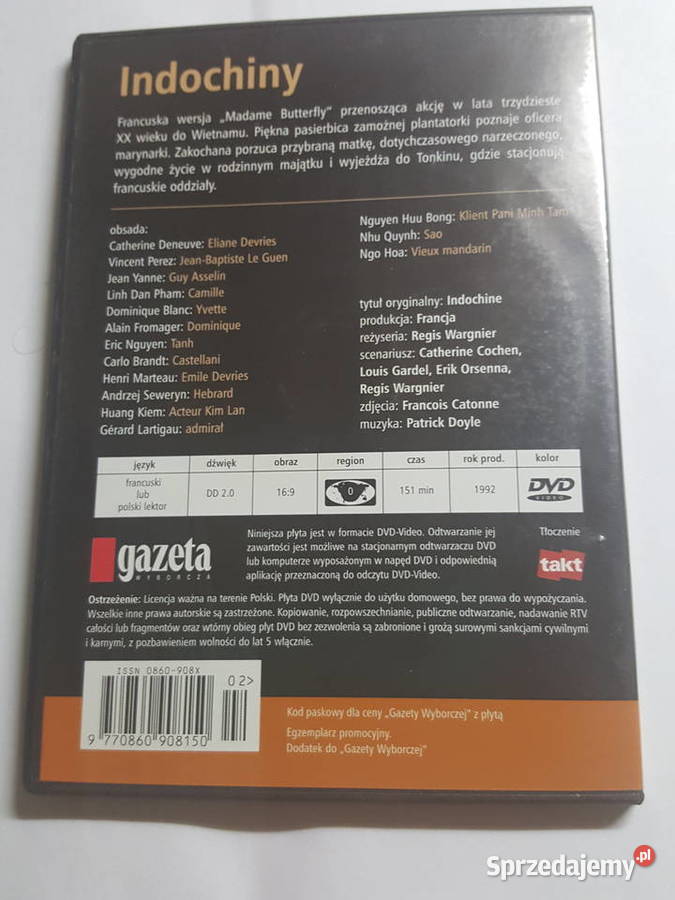 Indochiny
Francuska wersja „Madame Butterfly” przenosząca akcję w lata trzydzieste
XX wieku do Wietnamu. Piękna pasierbica zamożnej plantatorki poznaje oficera
marynarki. Zakochana porzuca przybraną matkę, dotychczasowego narzeczonego,
wygodne życie w rodzinnym majątku i wyjeżdża do Tonkinu, gdzie stacjonują
francuskie oddziały.
obsada:
Catherine Deneuve: Eliane Devries
Vincent Perez: Jean-Baptiste Le Guen
Jean Yanne: Guy Asselin
Linh Dan Pham: Camille
Dominique Blanc: Yvette
Alain Fromager: Dominique
Eric Nguyen: Tanh
Carlo Brandt: Castellani
Henri Marteau: Emile Devries
Andrzej Seweryn: Hebrard
Huang Kiem: Acteur Kim Lan
Gérard Lartigau: admirał
Nguyen Huu Bong: Klient Pani Minh Tam
Nhu Quynh: Sao
Ngo Hoa: Vieux mandarin
tytuł oryginalny: Indochine
produkcja: Francja
reżyseria: Regis Wargnier
scenariusz: Catherine Cochen,
Louis Gardel, Erik Orsenna,
Regis Wargnier
zdjęcia: Francois Catonne
muzyka: Patrick Doyle
język dźwięk obraz region czas rok prod. kolor
francuski
lub
polski lektor
DD 2.0 16:9 0 151 min 1992 DVD
VIDEO
gazeta
WYBORCZA
Niniejsza płyta jest w formacie DVD-Video. Odtwarzanie jej
zawartości jest możliwe na stacjonarnym odtwarzaczu DVD
lub komputerze wyposażonym w napęd DVD i odpowiednią
aplikację przeznaczoną do odczytu DVD-Video.
Tłoczenie
takt
Ostrzeżenie: Licencja ważna na terenie Polski. Płyta DVD wyłącznie do użytku domowego, bez prawa do wypożyczania.
Wszelkie inne prawa autorskie są zastrzeżone. Kopiowanie, rozpowszechnianie, publiczne odtwarzanie, nadawanie RTV
całości lub fragmentów oraz wtórny obieg płyt DVD bez zezwolenia są zabronione i grożą surowymi sankcjami cywilnymi
i karnymi, z pozbawieniem wolności do lat 5 włącznie.
ISSN 0860-908X
02>
9 770860 908150
Kod paskowy dla ceny „Gazety Wyborczej” z płytą
Egzemplarz promocyjny.
Dodatek do „Gazety Wyborczej”
Sprzedajemy.pl